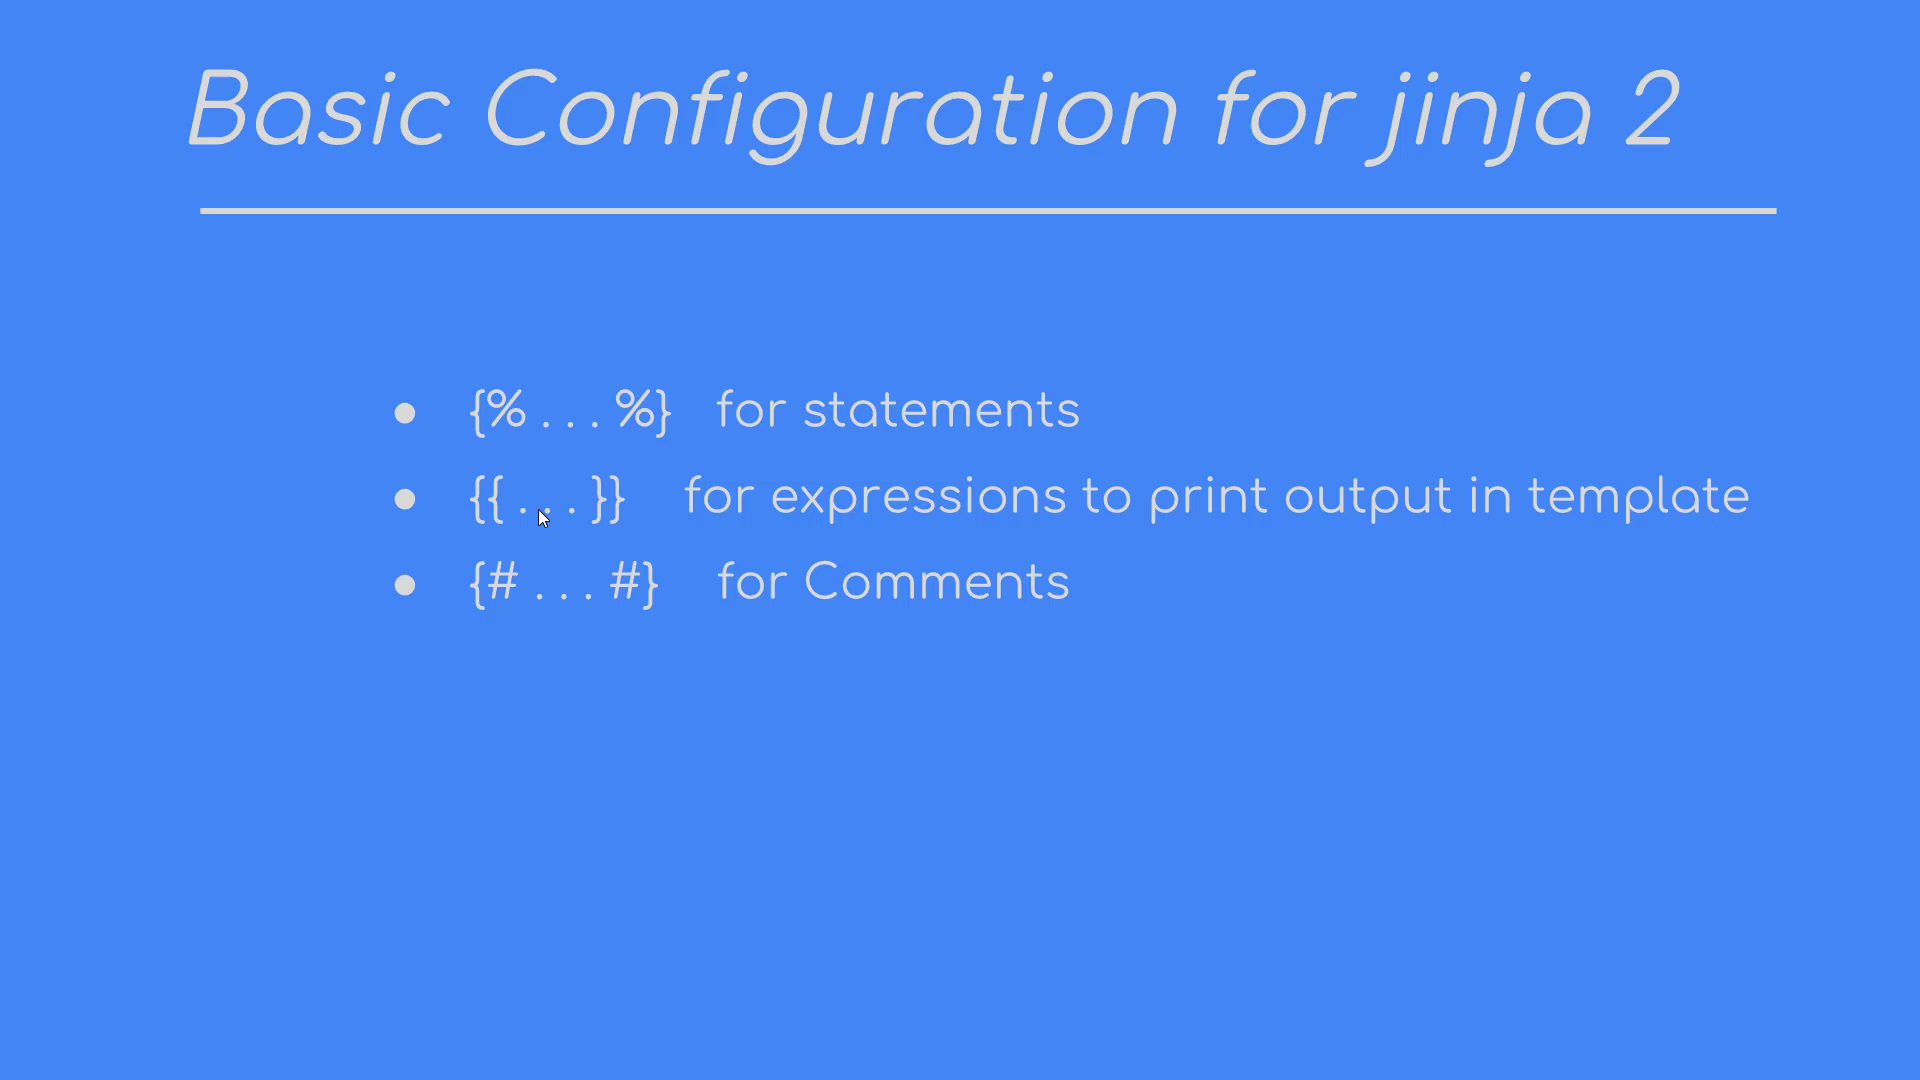 Basic Configuration for jinja 2
● {% . . . %} for statements
● {{ . . . }} for expressions to print output in template
● {# . . . #} for Comments